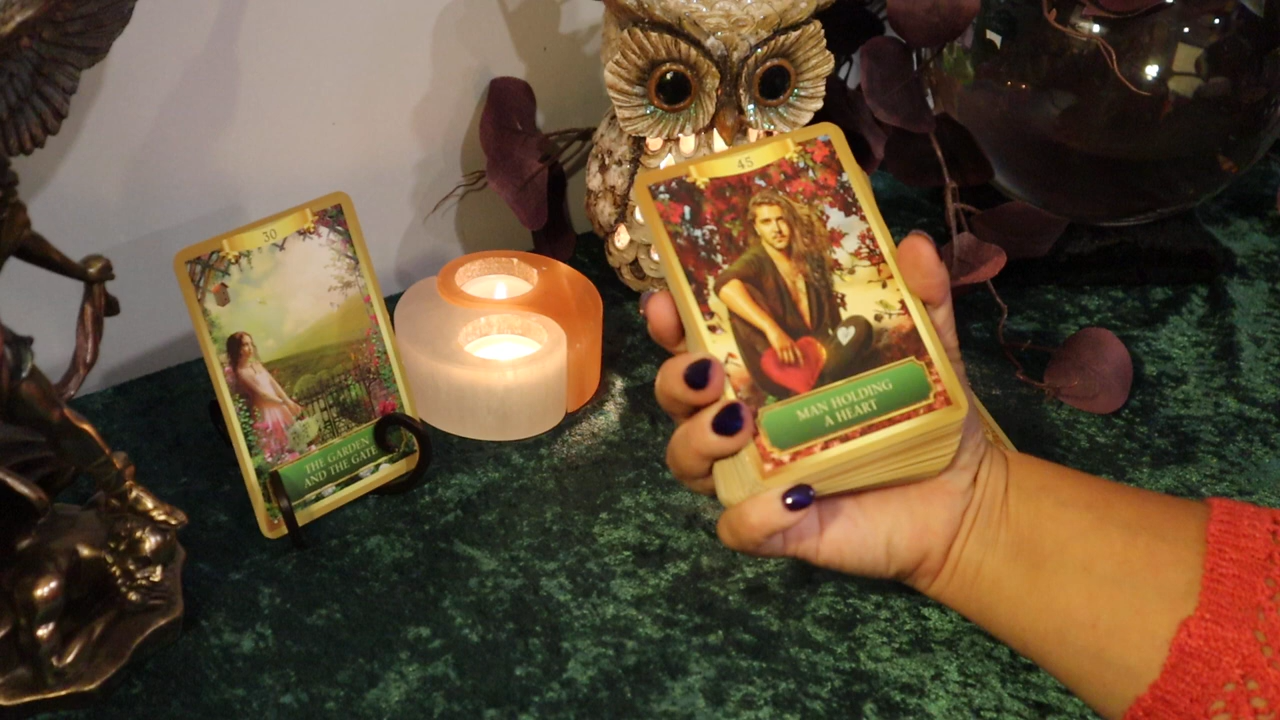 30
THE GARDEN
AND THE GATE
45
MAN HOLDING
A HEART